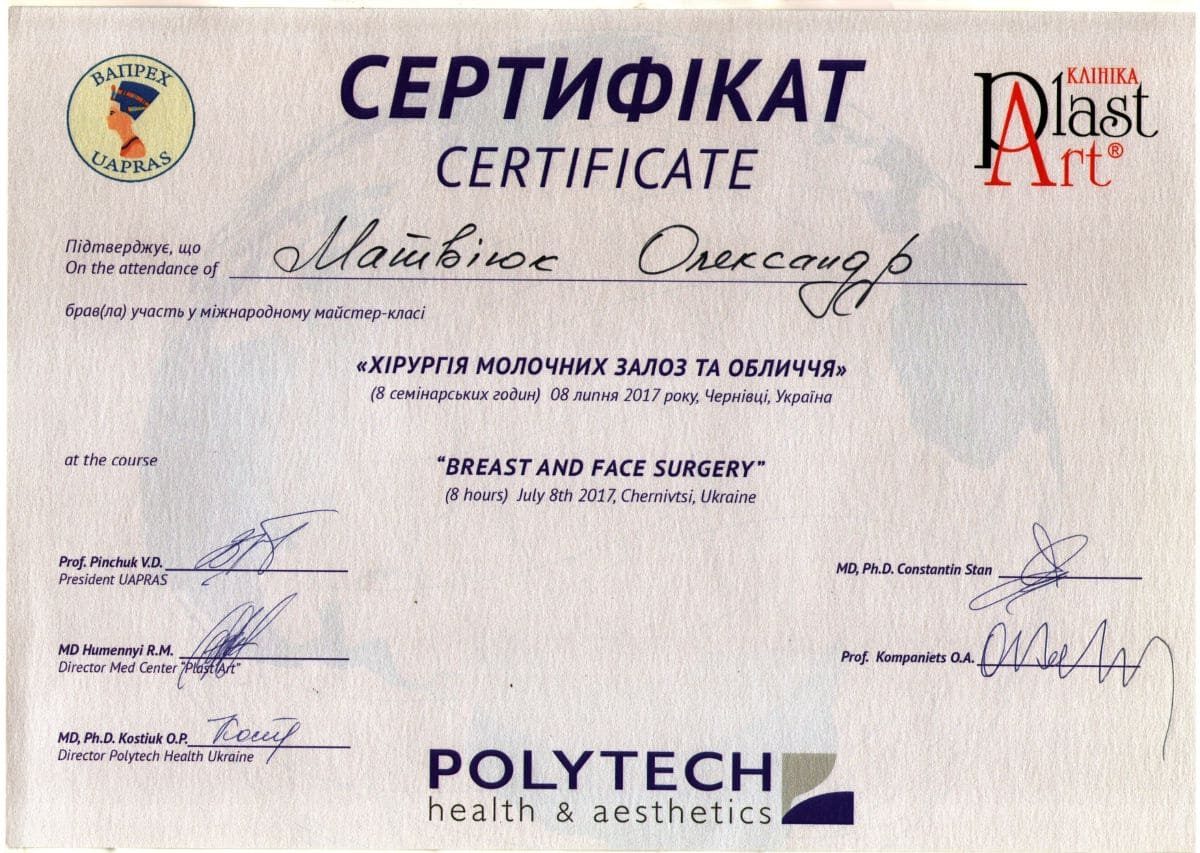 ВАПРЕХ
UAPRAS
СЕРТИФІКАТ
CERTIFICATE
КЛІНІКА
Plast
Art®
Підтверджує, що
On the attendance of
Матвіюк Олександр
брав(ла) участь у міжнародному майстер-класі
«ХІРУРГІЯ МОЛОЧНИХ ЗАЛОЗ ТА ОБЛИЧЧЯ»
(8 семінарських годин) 08 липня 2017 року, Чернівці, Україна
at the course
“BREAST AND FACE SURGERY”
(8 hours) July 8th 2017, Chernivtsi, Ukraine
Prof. Pinchuk V.D.
President UAPRAS
MD, Ph.D. Constantin Stan
MD Humennyi R.M.
Director Med Center "PlastArt"
Prof. Kompaniets O.A.
MD, Ph.D. Kostiuk O.P.
Director Polytech Health Ukraine
POLYTECH
health & aesthetics